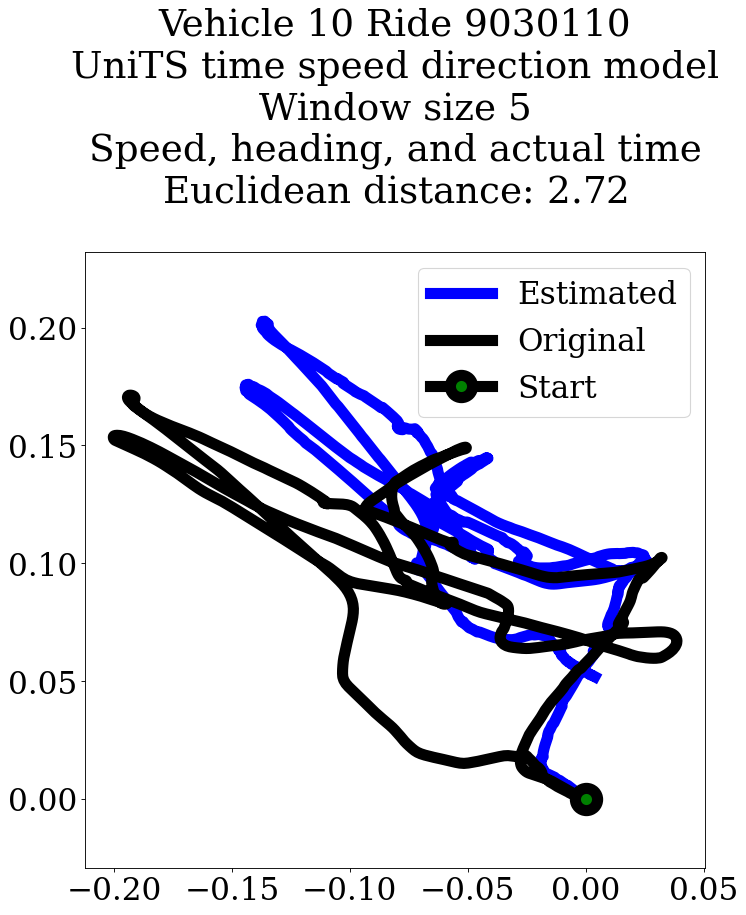 Vehicle 10 Ride 9030110
UniTS time speed direction model
Window size 5
Speed, heading, and actual time
Euclidean distance: 2.72
Estimated
Original
Start
0.20
0.15
0.10
0.05
0.00
−0.20 −0.15 −0.10 −0.05 0.00 0.05